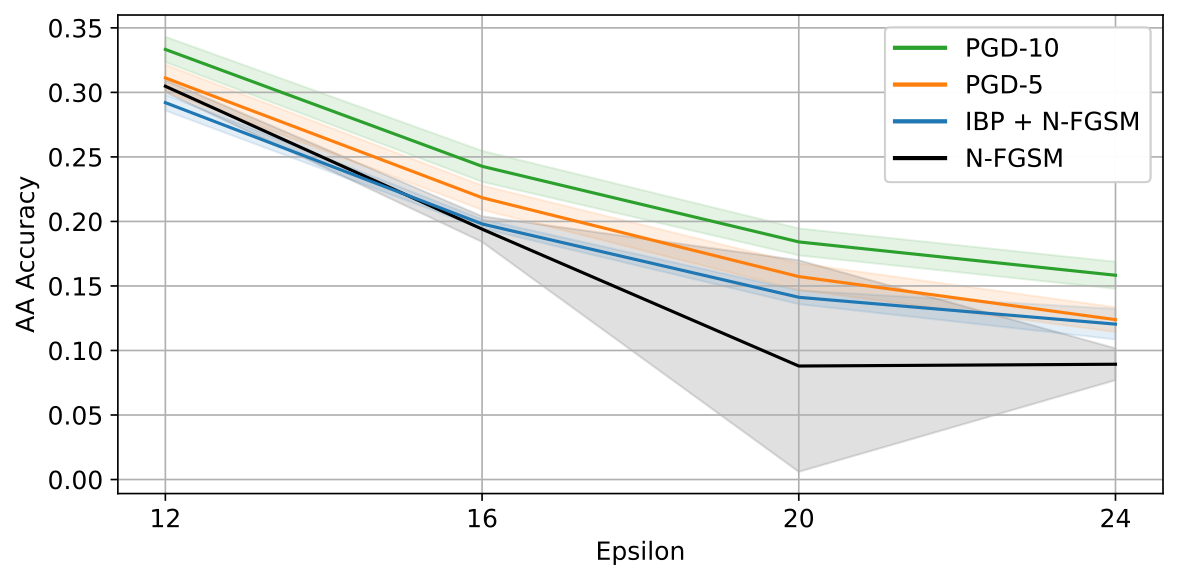 0.35
0.30
0.25
0.20
0.15
0.10
0.05
0.00
AA Accuracy
12 16 20 24
Epsilon
PGD-10
PGD-5
IBP + N-FGSM
N-FGSM